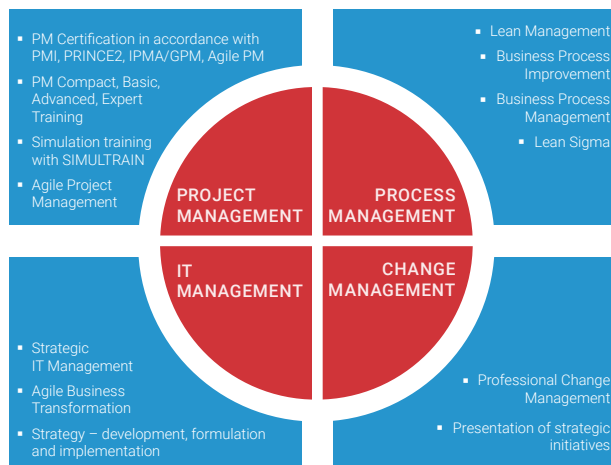 ▪ PM Certification in accordance with
PMI, PRINCE2, IPMA/GPM, Agile PM
▪ PM Compact, Basic,
Advanced, Expert
Training
▪ Simulation training
with SIMULTRAIN
▪ Agile Project
Management
▪ Lean Management
▪ Business Process
Improvement
▪ Business Process
Management
▪ Lean Sigma
PROJECT
MANAGEMENT
PROCESS
MANAGEMENT
IT
MANAGEMENT
CHANGE
MANAGEMENT
▪ Strategic
IT Management
▪ Agile Business
Transformation
▪ Strategy – development, formulation
and implementation
▪ Professional Change
Management
▪ Presentation of strategic
initiatives